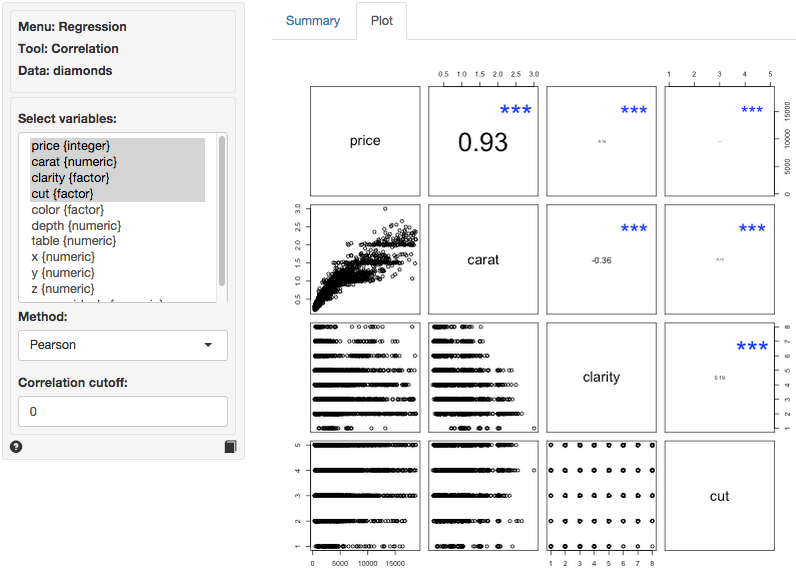 Menu: Regression
Tool: Correlation
Data: diamonds
Select variables:
price {integer}
carat {numeric}
clarity {factor}
cut {factor}
color {factor}
depth {numeric}
table {numeric}
x {numeric}
y {numeric}
z {numeric}
Method:
Pearson
Correlation cutoff:
0
Summary Plot
0.5 1.0 1.5 2.0 2.5 3.0
1 2 3 4 5
price
***
0.93
***
***
0 5000 10000 15000
0.5 1.0 1.5 2.0 2.5 3.0
carat
***
-0.36
***
clarity
***
0.19
1 2 3 4 5 6 7 8
1 2 3 4 5
cut
0 5000 10000 15000
1 2 3 4 5 6 7 8